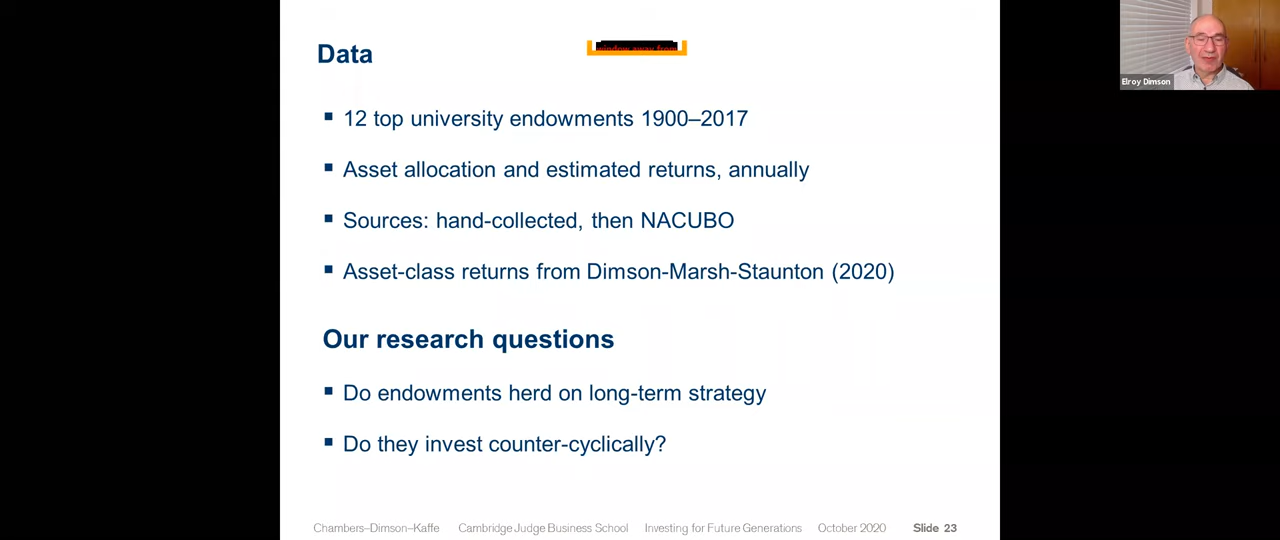 Data
window away from
Elroy Dimson
▪ 12 top university endowments 1900–2017
▪ Asset allocation and estimated returns, annually
▪ Sources: hand-collected, then NACUBO
▪ Asset-class returns from Dimson-Marsh-Staunton (2020)
Our research questions
▪ Do endowments herd on long-term strategy
▪ Do they invest counter-cyclically?
Chambers–Dimson–Kaffe Cambridge Judge Business School Investing for Future Generations October 2020 Slide 23